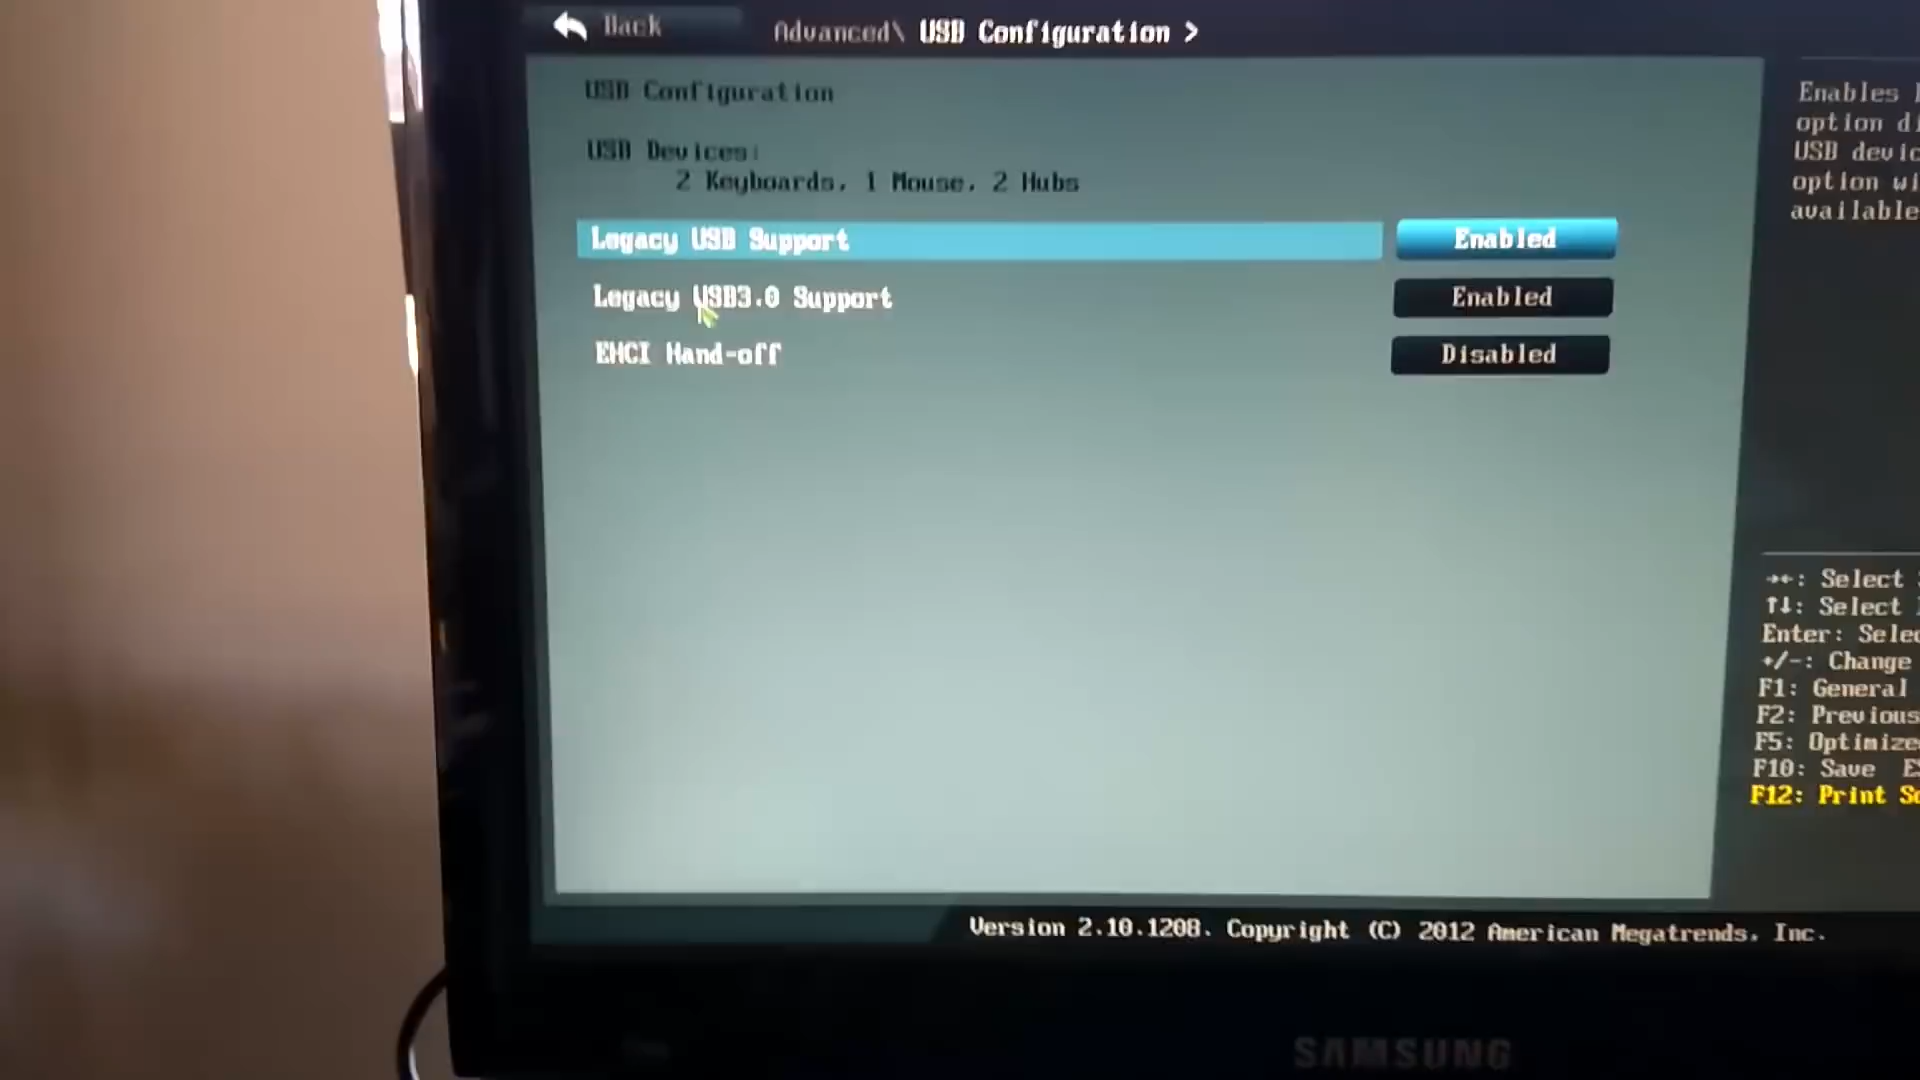 Back
Advanced\ USB Configuration >
USB Configuration
USB Devices:
2 Keyboards, 1 Mouse, 2 Hubs
Legacy USB Support Enabled
Legacy USB3.0 Support Enabled
EHCI Hand-off Disabled
Enables
option
USB
option
available
→←: Select
↑↓: Select
Enter:
+/-: Change
F1: General
F2: Previous
F5:
F10: Save
F12: Print
Version 2.10.1208. Copyright (C) 2012 American Megatrends, Inc.
SAMSUNG